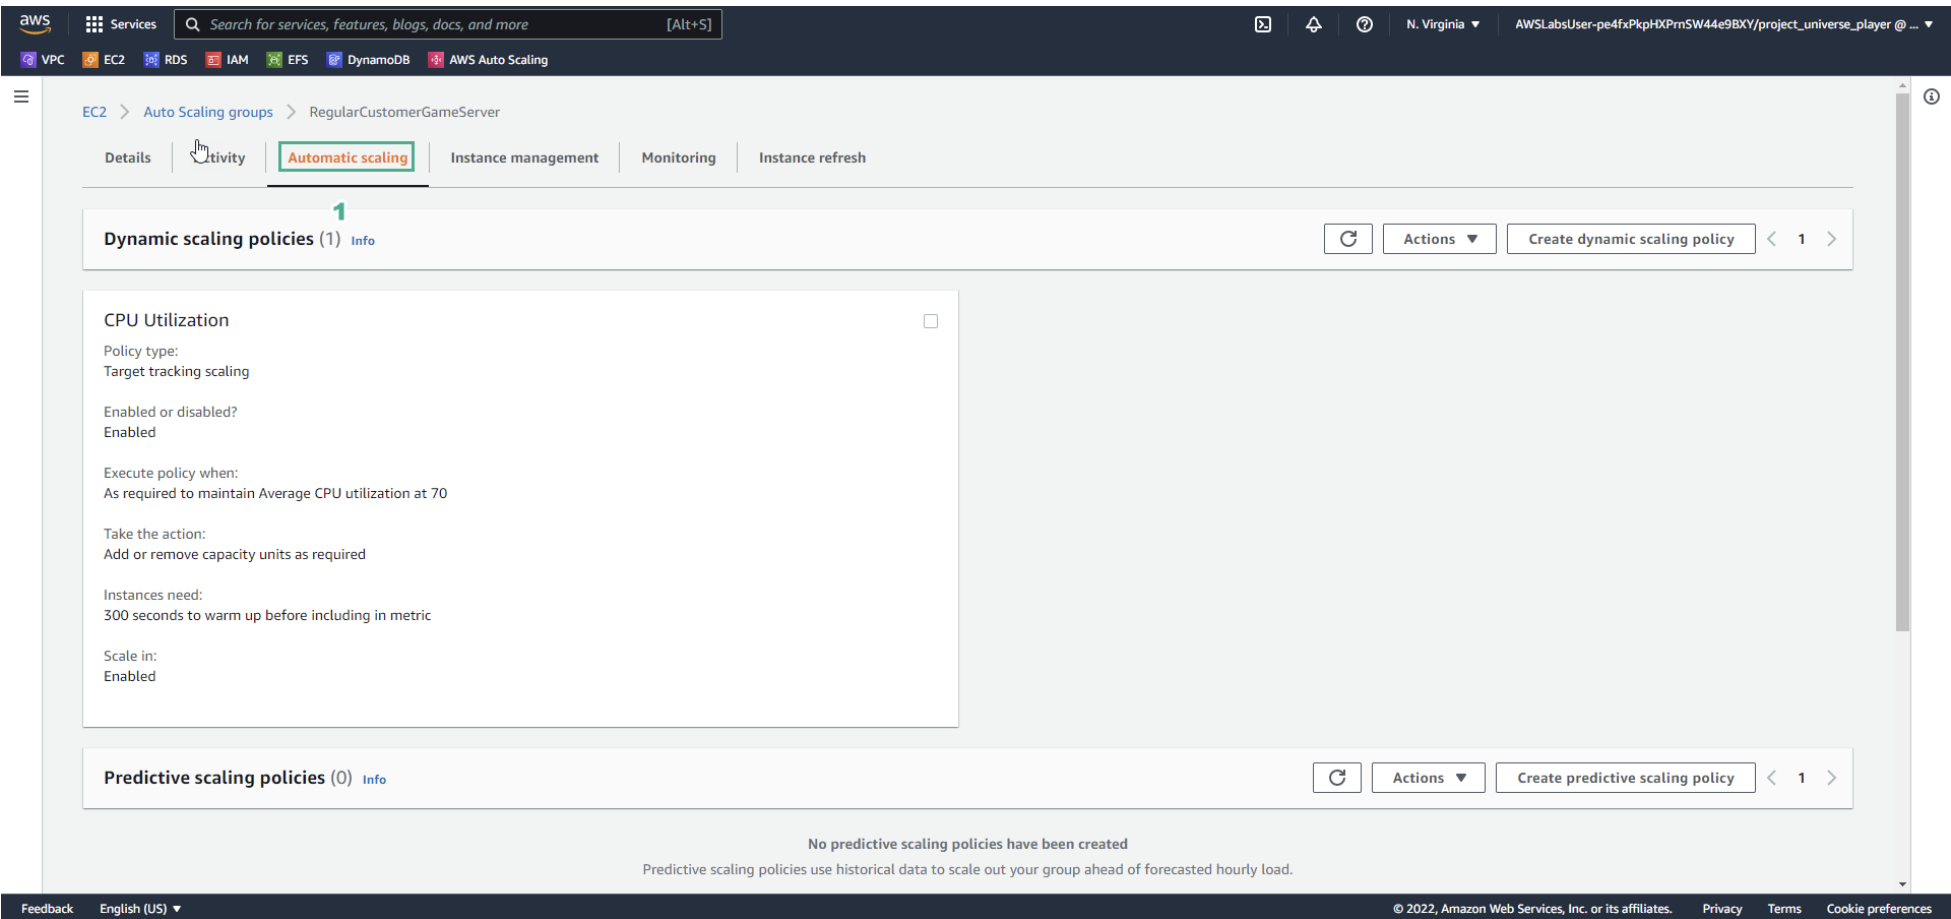 aws Services Search for services, features, blogs, docs, and more [Alt+S] N. Virginia ▼ AWSLabsUser-pe4fxPkpHXPrnSW44e9BXY/project_universe_player @ ... ▼
VPC EC2 RDS IAM EFS DynamoDB AWS Auto Scaling
EC2 > Auto Scaling groups > RegularCustomerGameServer
Details tivity Automatic scaling Instance management Monitoring Instance refresh
1
Dynamic scaling policies (1) Info Actions ▼ Create dynamic scaling policy < 1 >
CPU Utilization
Policy type:
Target tracking scaling
Enabled or disabled?
Enabled
Execute policy when:
As required to maintain Average CPU utilization at 70
Take the action:
Add or remove capacity units as required
Instances need:
300 seconds to warm up before including in metric
Scale in:
Enabled
Predictive scaling policies (0) Info Actions ▼ Create predictive scaling policy < 1 >
No predictive scaling policies have been created
Predictive scaling policies use historical data to scale out your group ahead of forecasted hourly load.
Feedback English (US) ▼ © 2022, Amazon Web Services, Inc. or its affiliates. Privacy Terms Cookie preferences